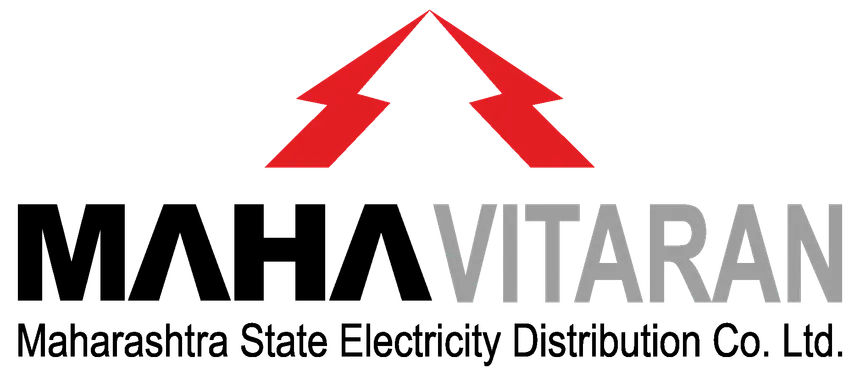 MAHAVITARAN
Maharashtra State Electricity Distribution Co. Ltd.